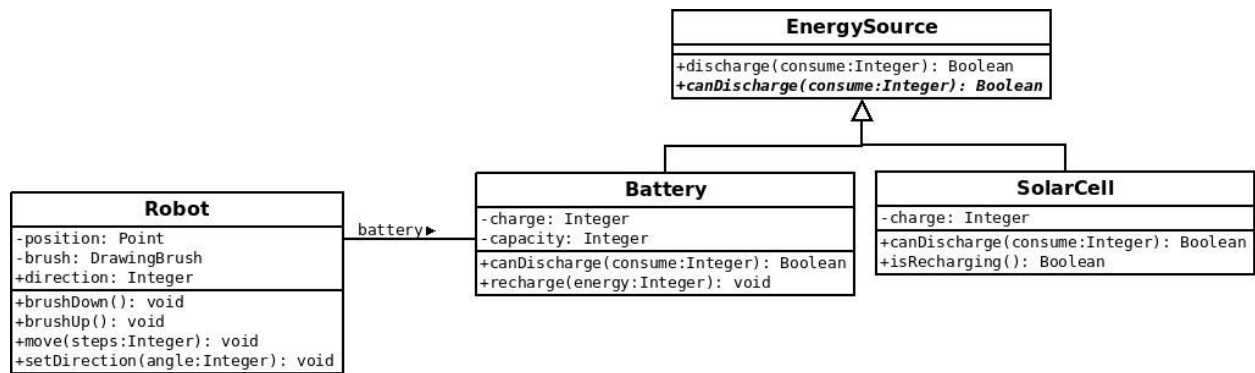 EnergySource
+discharge(consume:Integer): Boolean
+canDischarge(consume:Integer): Boolean
Robot
-position: Point
-brush: DrawingBrush
+direction: Integer
+brushDown(): void
+brushUp(): void
+move(steps:Integer): void
+setDirection(angle:Integer): void
battery
Battery
-charge: Integer
-capacity: Integer
+canDischarge(consume:Integer): Boolean
+recharge(energy:Integer): void
SolarCell
-charge: Integer
+canDischarge(consume:Integer): Boolean
+isRecharging(): Boolean